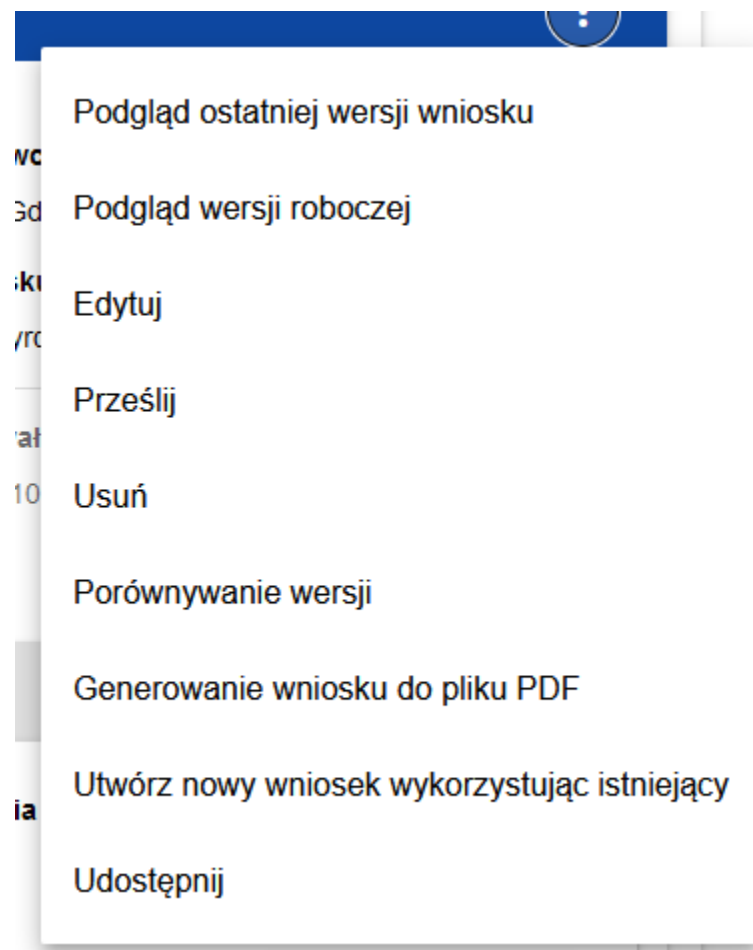 Podgląd ostatniej wersji wniosku
Podgląd wersji roboczej
Edytuj
Prześlij
Usuń
Porównywanie wersji
Generowanie wniosku do pliku PDF
Utwórz nowy wniosek wykorzystując istniejący
Udostępnij